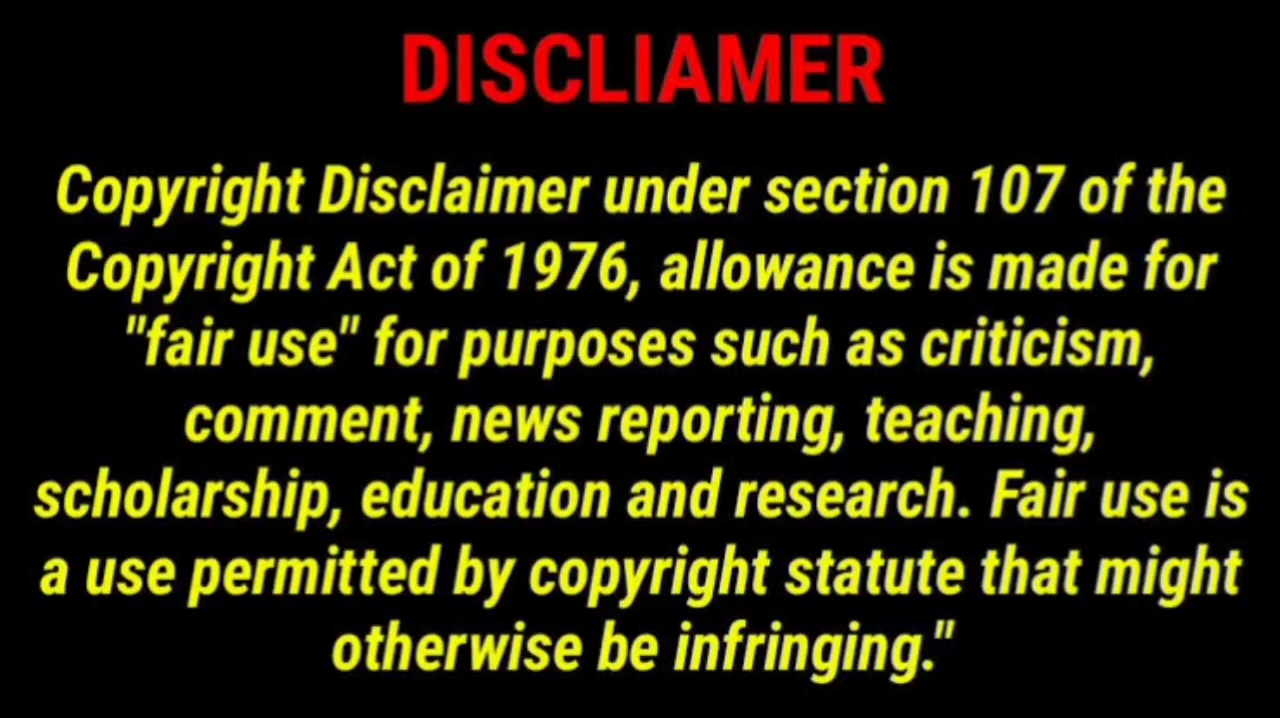 DISCLIAMER
Copyright Disclaimer under section 107 of the
Copyright Act of 1976, allowance is made for
"fair use" for purposes such as criticism,
comment, news reporting, teaching,
scholarship, education and research. Fair use is
a use permitted by copyright statute that might
otherwise be infringing."